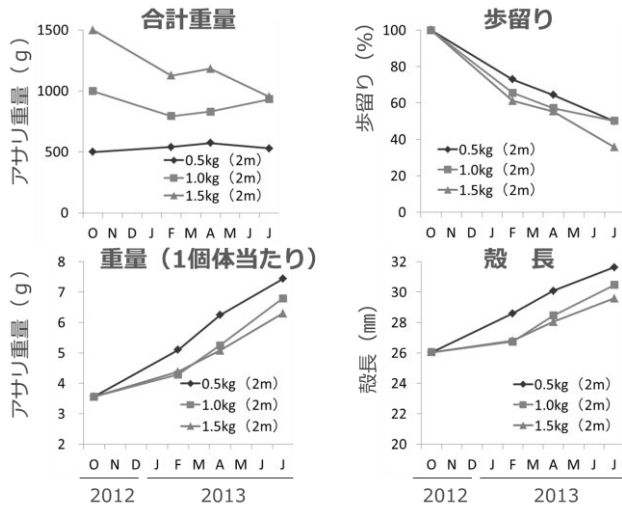 合計重量
アサリ重量（g）
1500
1000
500
0
0.5kg（2m）
1.0kg（2m）
1.5kg（2m）
O N D J F M A M J J
歩留り
歩留り（%）
100
80
60
40
20
0
0.5kg（2m）
1.0kg（2m）
1.5kg（2m）
O N D J F M A M J J
重量（1個体当たり）
アサリ重量（g）
8
7
6
5
4
3
2
0.5kg（2m）
1.0kg（2m）
1.5kg（2m）
O N D J F M A M J J
2012 2013
殻　長
殻長（㎜）
32
30
28
26
24
22
20
0.5kg（2m）
1.0kg（2m）
1.5kg（2m）
O N D J F M A M J J
2012 2013